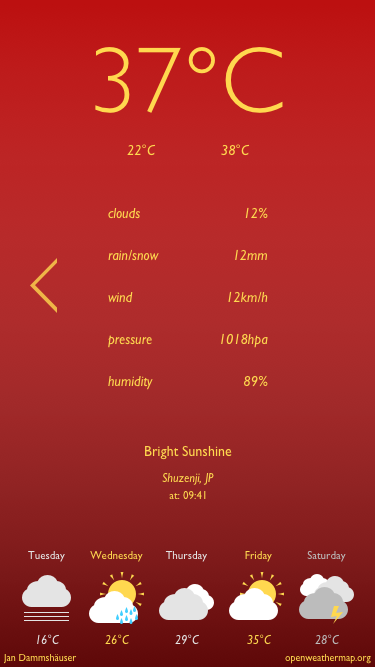 37°C
22°C 38°C
clouds 12%
rain/snow 12mm
wind 12km/h
pressure 1018hpa
humidity 89%
Bright Sunshine
Shuzenji, JP
at: 09:41
Tuesday Wednesday Thursday Friday Saturday
16°C 26°C 29°C 35°C 28°C
Jan Dammshäuser openweathermap.org